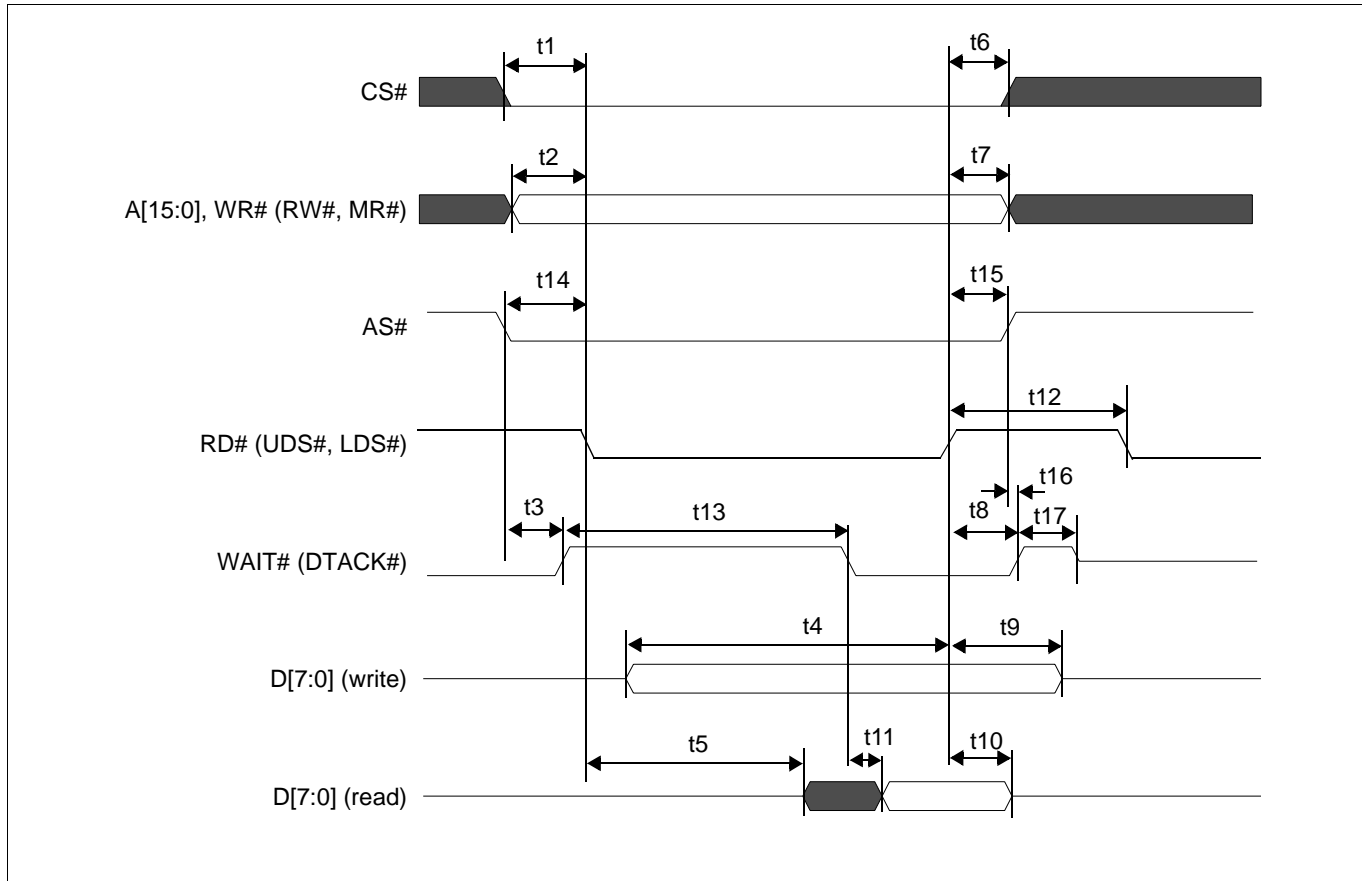 t1
t6
CS#
t2
t7
A[15:0], WR# (RW#, MR#)
t14
t15
AS#
t12
RD# (UDS#, LDS#)
t16
t3
t13
t8
t17
WAIT# (DTACK#)
t4
t9
D[7:0] (write)
t5
t11
t10
D[7:0] (read)